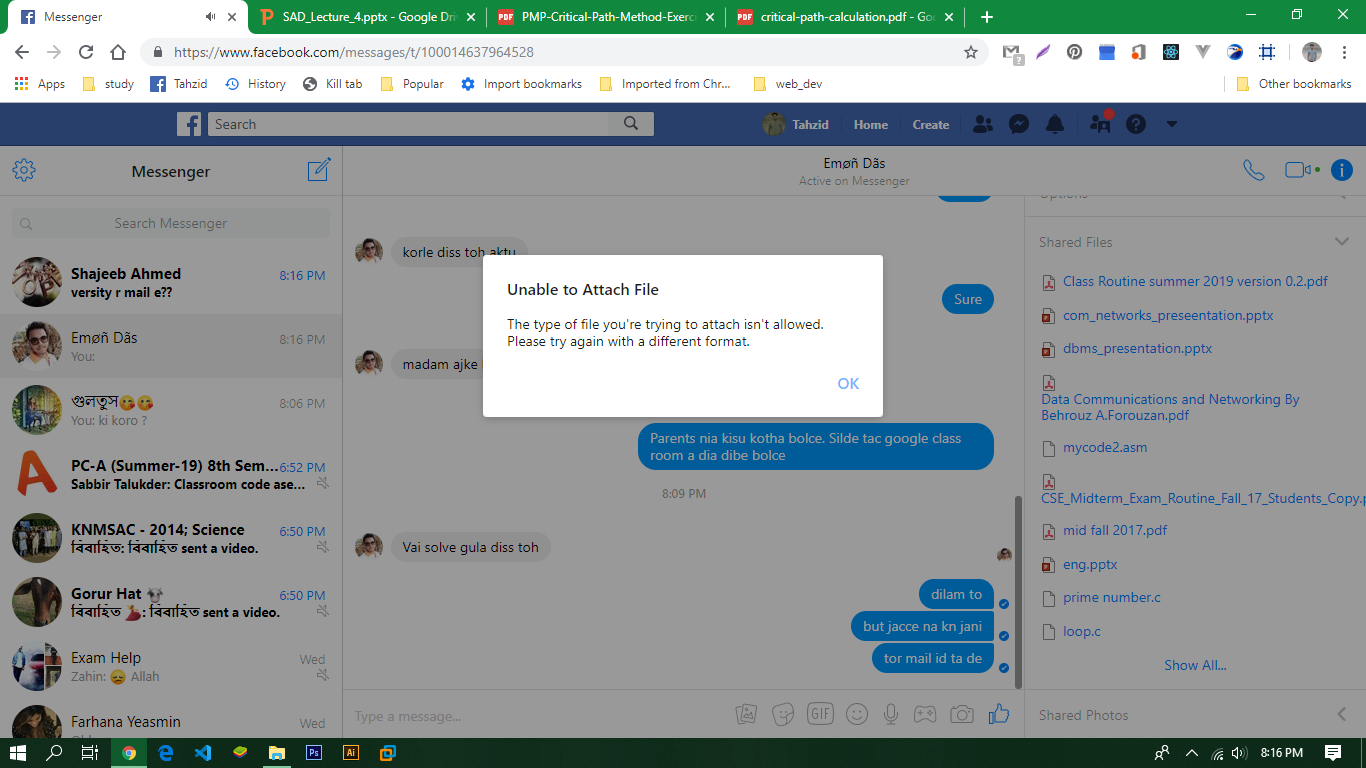 Messenger
SAD_Lecture_4.pptx - Google Dri
PMP-Critical-Path-Method-Exerci
critical-path-calculation.pdf - Goo
https://www.facebook.com/messages/t/100014637964528
Apps
study
Tahzid
History
Kill tab
Popular
Import bookmarks
Imported from Chr...
web_dev
Other bookmarks
Search
Tahzid
Home
Create
Messenger
Emøñ Dãs
Active on Messenger
Search Messenger
Shajeeb Ahmed
8:16 PM
versity r mail e??
Emøñ Dãs
8:16 PM
You:
গুলতুস😋😋
8:06 PM
You: ki koro ?
PC-A (Summer-19) 8th Sem...
6:52 PM
Sabbir Talukder: Classroom code ase...
KNMSAC - 2014; Science
6:50 PM
sent a video.
Gorur Hat
6:50 PM
sent a video.
Exam Help
Wed
Zahin: 😞 Allah
Farhana Yeasmin
Wed
korle diss toh aktu
Sure
madam ajke
Unable to Attach File
The type of file you're trying to attach isn't allowed.
Please try again with a different format.
OK
Parents nia kisu kotha bolce. Silde tac google class
room a dia dibe bolce
8:09 PM
Vai solve gula diss toh
dilam to
but jacce na kn jani
tor mail id ta de
Type a message...
GIF
Options
Shared Files
Class Routine summer 2019 version 0.2.pdf
com_networks_preseentation.pptx
dbms_presentation.pptx
Data Communications and Networking By
Behrouz A.Forouzan.pdf
mycode2.asm
CSE_Midterm_Exam_Routine_Fall_17_Students_Copy.p
mid fall 2017.pdf
eng.pptx
prime number.c
loop.c
Show All...
Shared Photos
Ps
Ai
8:16 PM